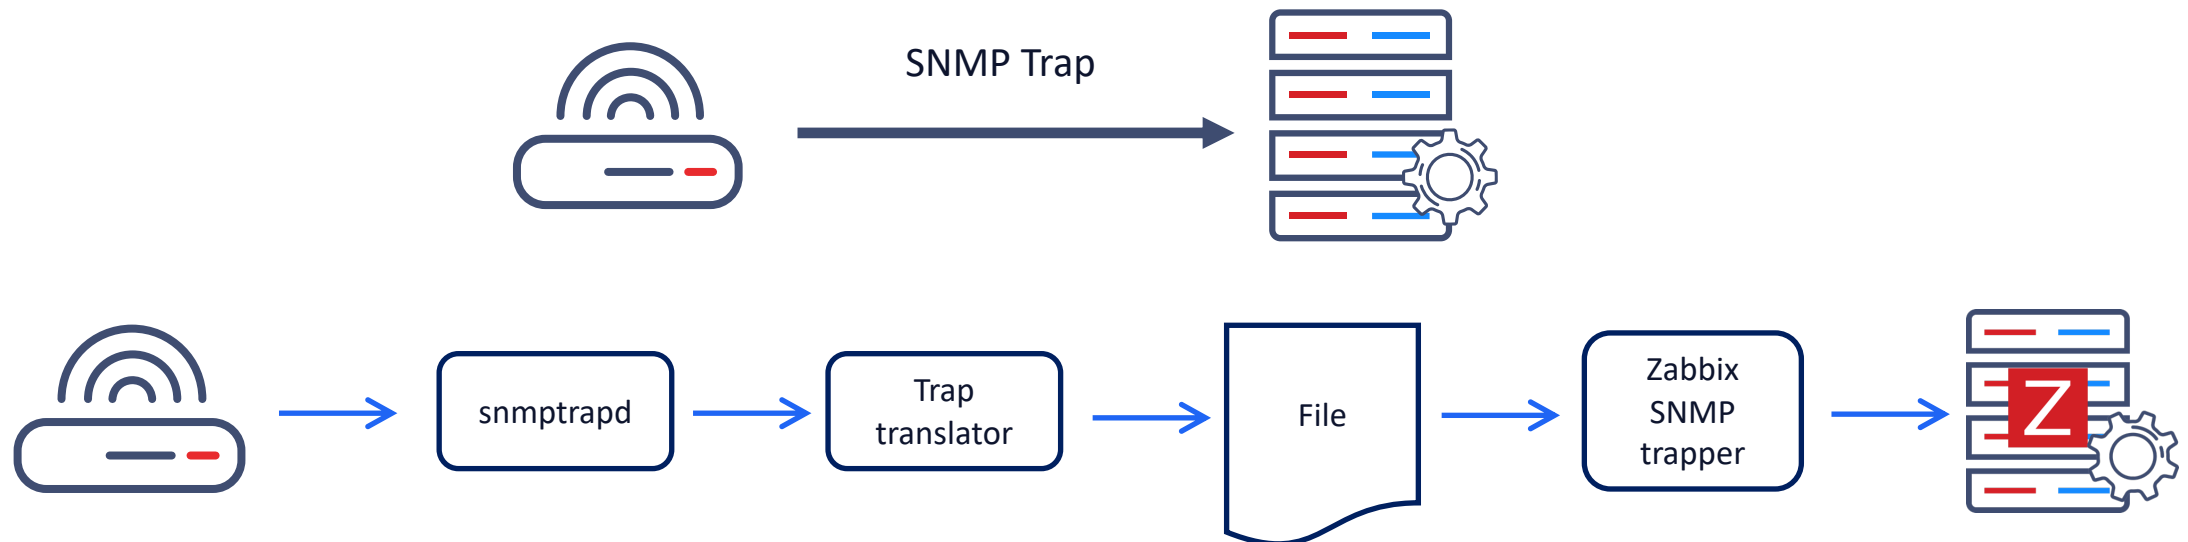 SNMP Trap
snmptrapd
Trap
translator
File
Zabbix
SNMP
trapper
Z